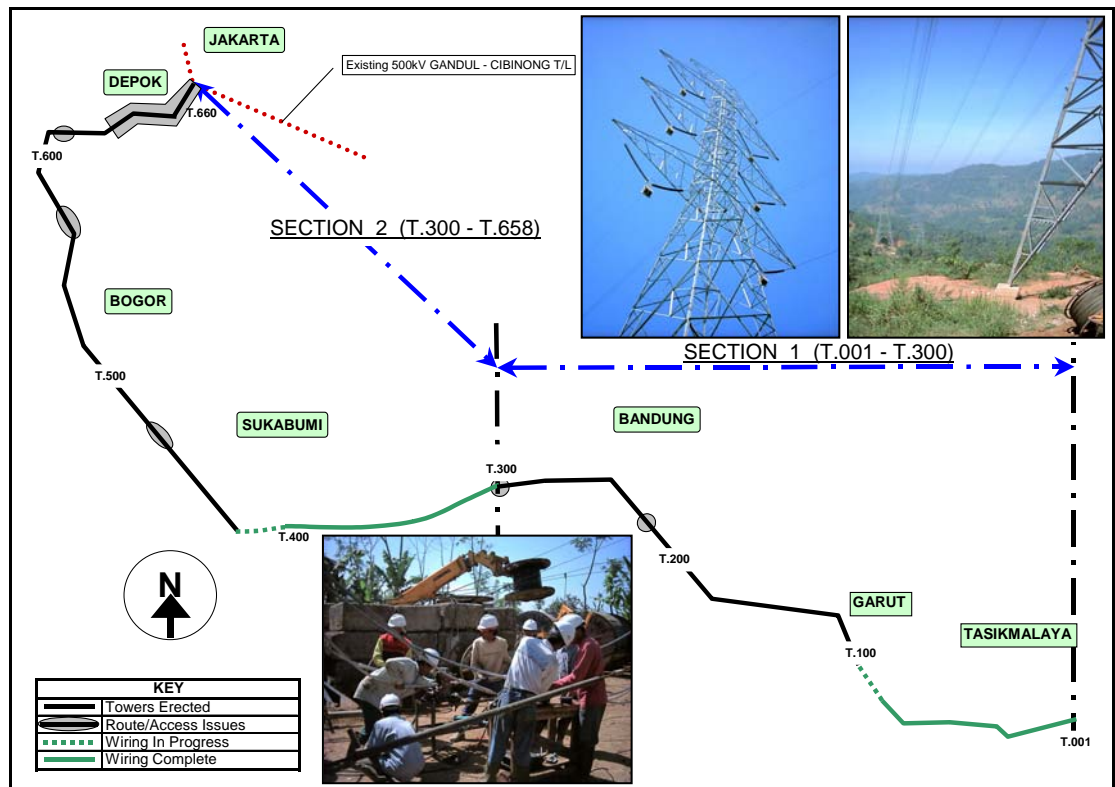 JAKARTA
Existing 500kV GANDUL - CIBINONG T/L
DEPOK
T.660
T.600
SECTION 2 (T.300 - T.658)
BOGOR
SECTION 1 (T.001 - T.300)
T.500
SUKABUMI
BANDUNG
T.300
T.400
T.200
N
GARUT
TASIKMALAYA
T.100
T.001
KEY
Towers Erected
Route/Access Issues
Wiring In Progress
Wiring Complete